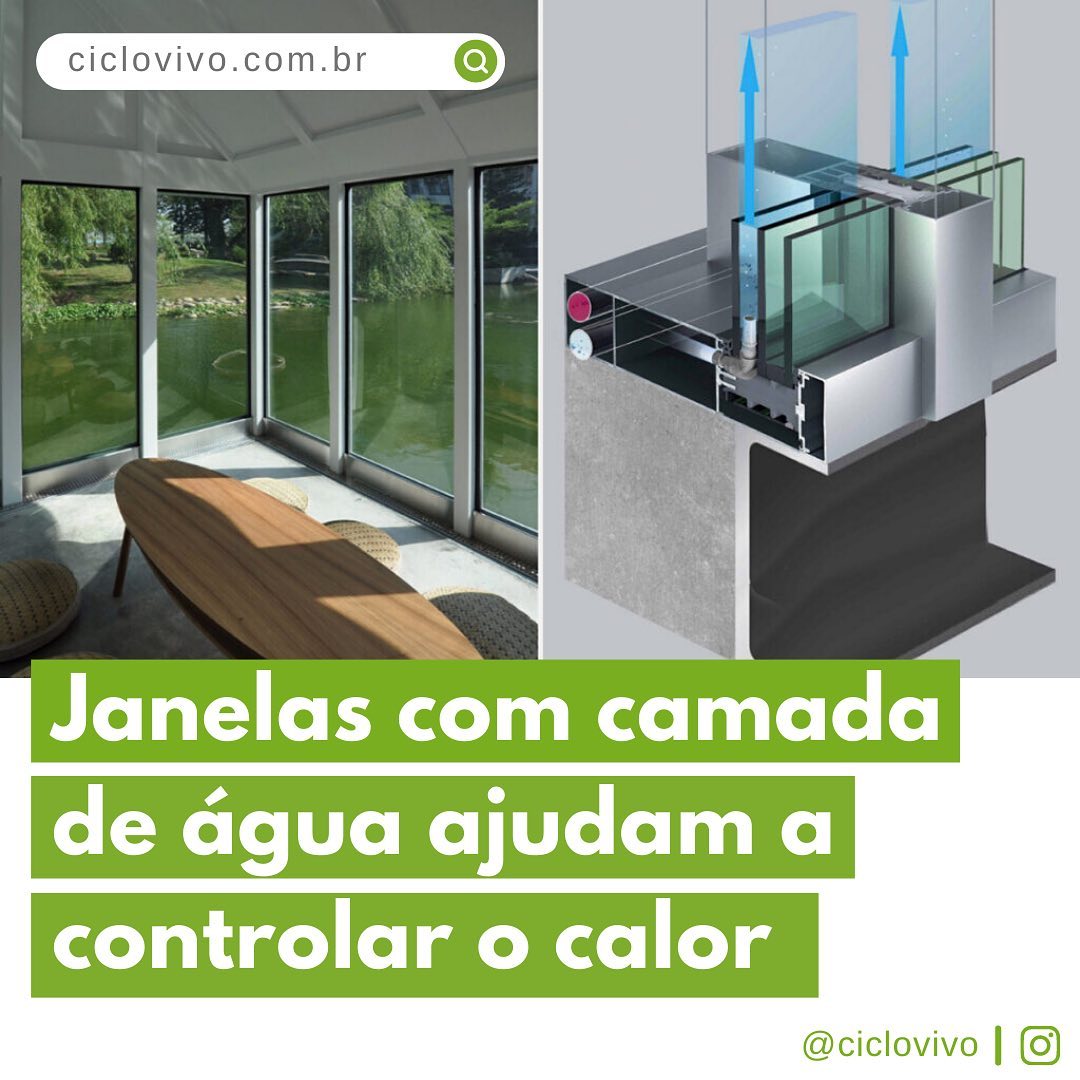 ciclovivo.com.br
Janelas com camada
de água ajudam a
controlar o calor
@ciclovivo